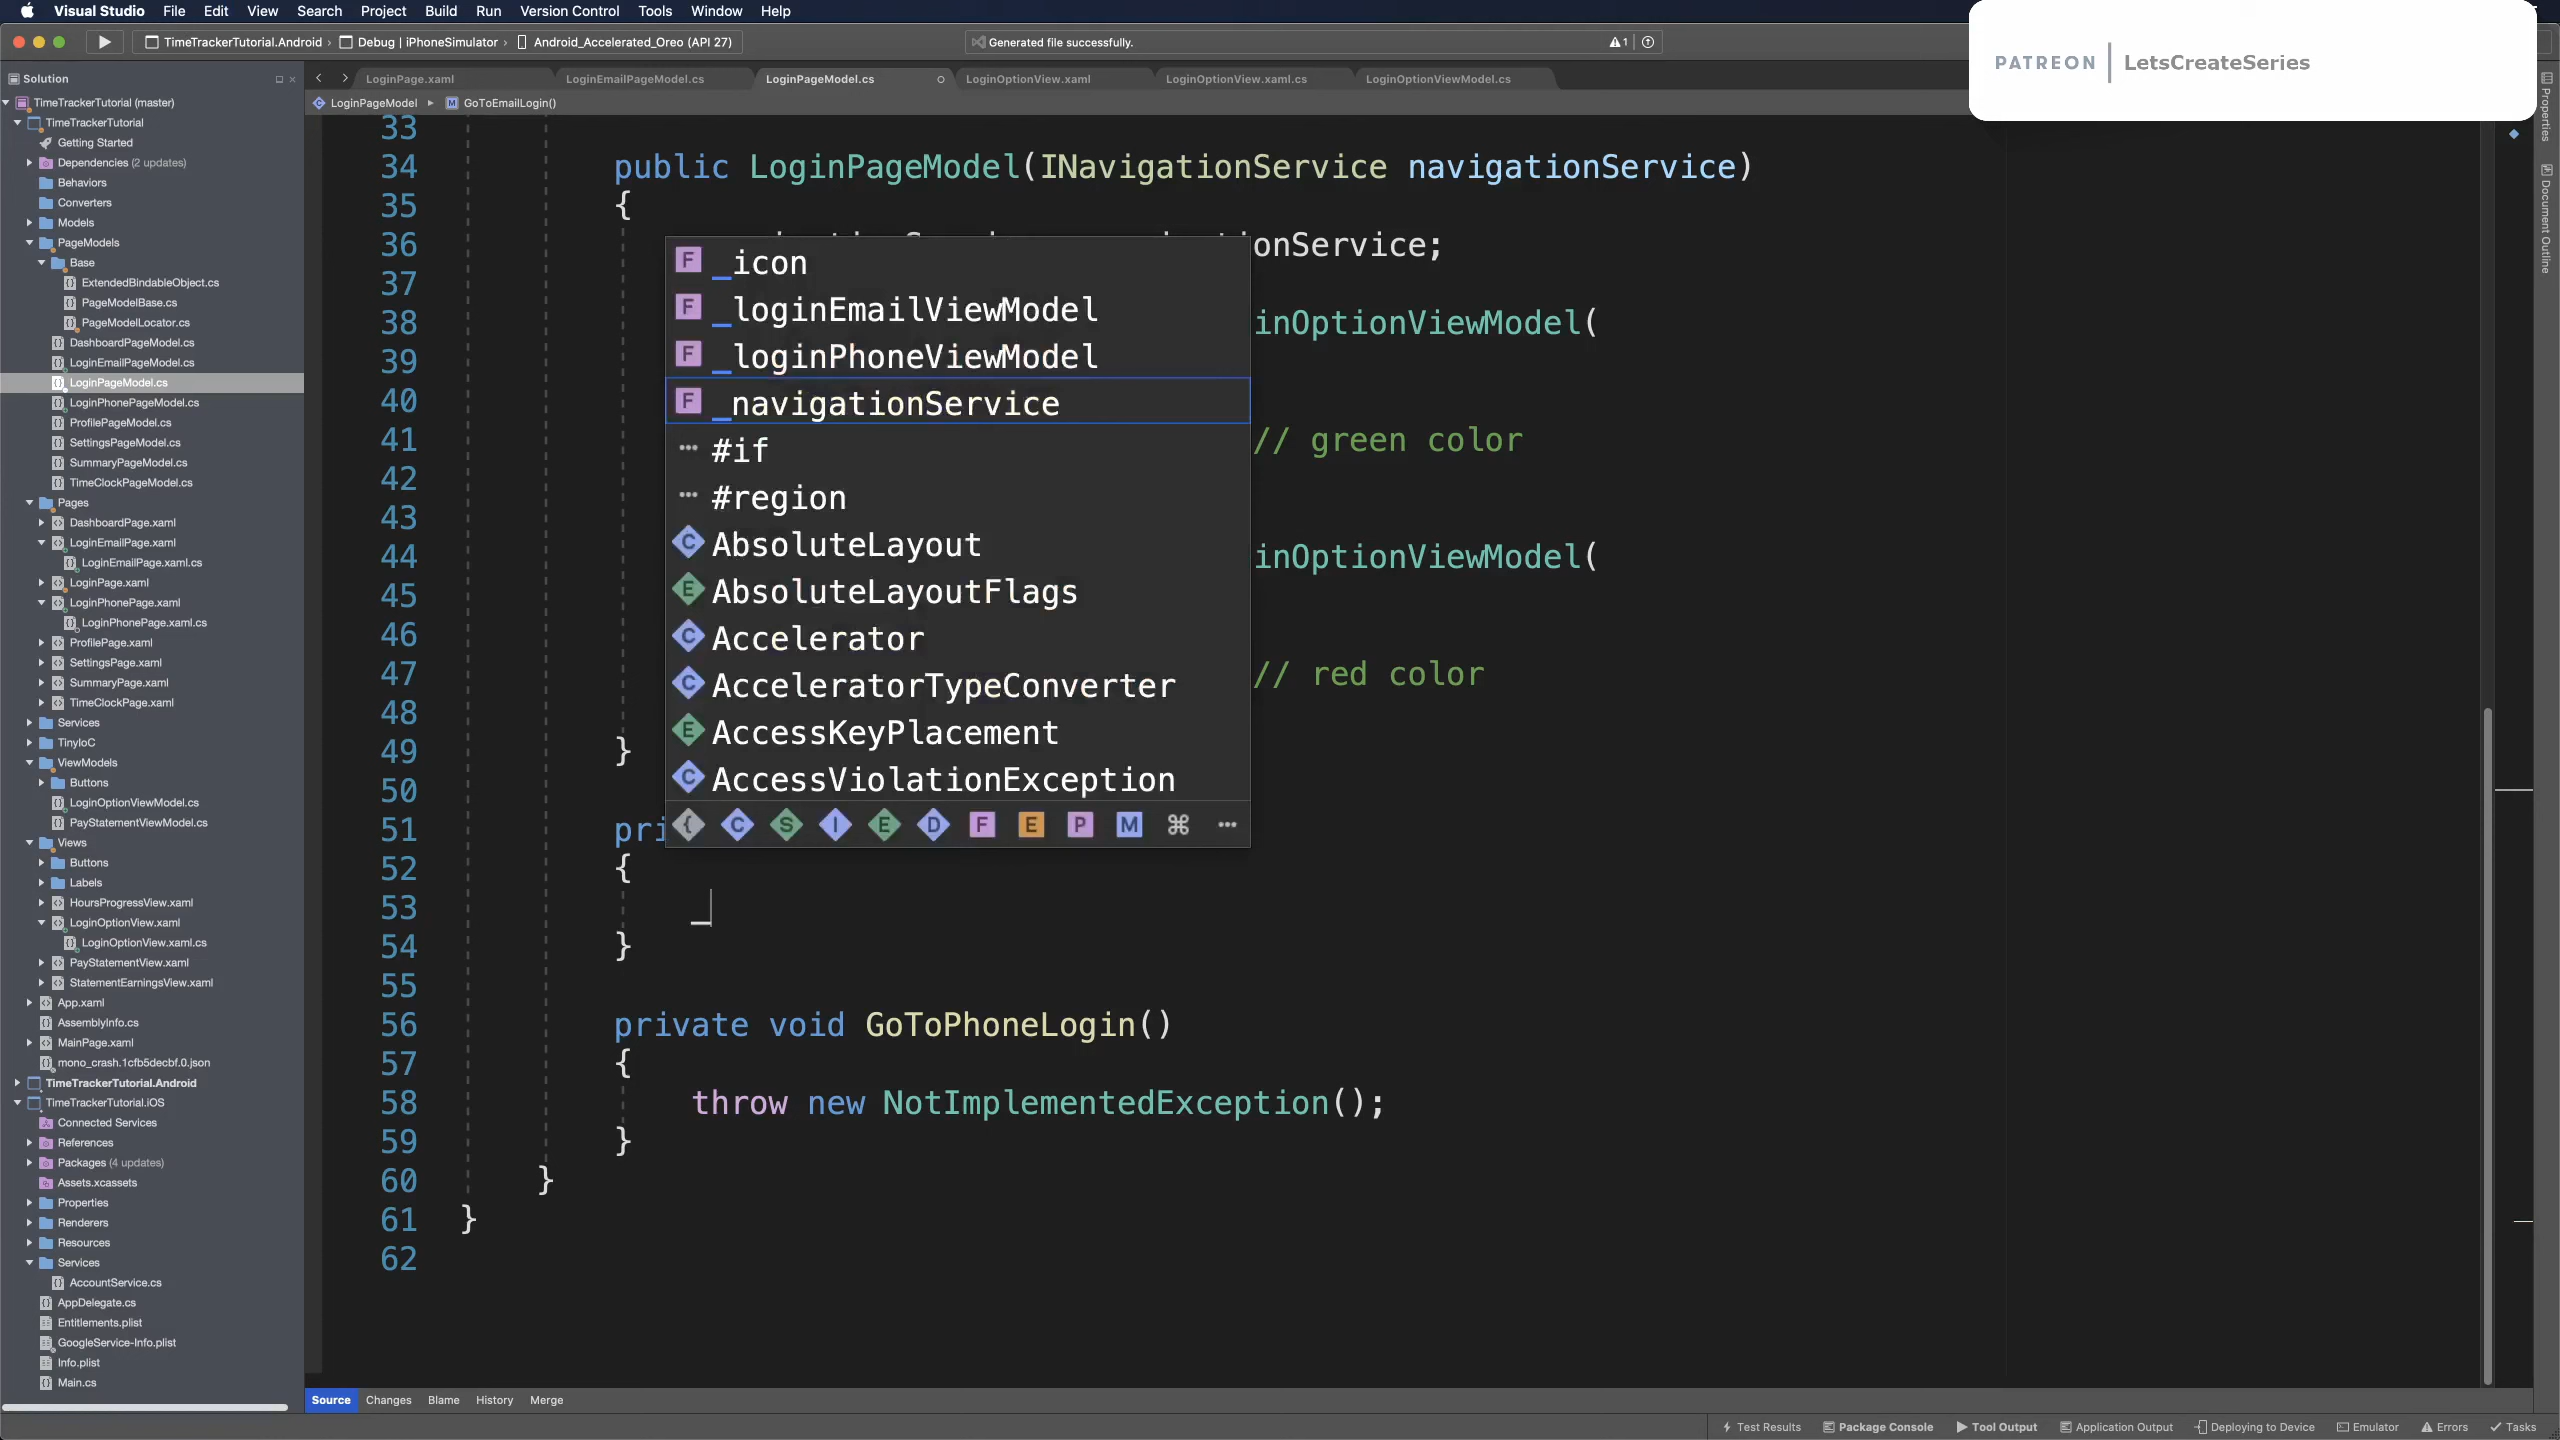 Visual Studio File Edit View Search Project Build Run Version Control Tools Window Help
TimeTrackerTutorial.Android › Debug | iPhoneSimulator › Android_Accelerated_Oreo (API 27)
Generated file successfully.
1
PATREON | LetsCreateSeries
Solution
LoginPage.xaml LoginEmailPageModel.cs LoginPageModel.cs LoginOptionView.xaml LoginOptionView.xaml.cs LoginOptionViewModel.cs
LoginPageModel GoToEmailLogin()
TimeTrackerTutorial (master)
TimeTrackerTutorial
Getting Started
Dependencies (2 updates)
Behaviors
Converters
Models
PageModels
Base
ExtendedBindableObject.cs
PageModelBase.cs
PageModelLocator.cs
DashboardPageModel.cs
LoginEmailPageModel.cs
LoginPageModel.cs
LoginPhonePageModel.cs
ProfilePageModel.cs
SettingsPageModel.cs
SummaryPageModel.cs
TimeClockPageModel.cs
Pages
DashboardPage.xaml
LoginEmailPage.xaml
LoginEmailPage.xaml.cs
LoginPage.xaml
LoginPhonePage.xaml
LoginPhonePage.xaml.cs
ProfilePage.xaml
SettingsPage.xaml
SummaryPage.xaml
TimeClockPage.xaml
Services
TinyIoC
ViewModels
Buttons
LoginOptionViewModel.cs
PayStatementViewModel.cs
Views
Buttons
Labels
HoursProgressView.xaml
LoginOptionView.xaml
LoginOptionView.xaml.cs
PayStatementView.xaml
StatementEarningsView.xaml
App.xaml
AssemblyInfo.cs
MainPage.xaml
mono_crash.1cfb5decbf.0.json
TimeTrackerTutorial.Android
TimeTrackerTutorial.iOS
Connected Services
References
Packages (4 updates)
Assets.xcassets
Properties
Renderers
Resources
Services
AccountService.cs
AppDelegate.cs
Entitlements.plist
GoogleService-Info.plist
Info.plist
Main.cs
33
34 public LoginPageModel(INavigationService navigationService)
35 {
36 onService;
37
38 inOptionViewModel(
39
40
41 // green color
42
43
44 inOptionViewModel(
45
46
47 // red color
48
49 }
50
51 pri
52 {
53 _
54 }
55
56 private void GoToPhoneLogin()
57 {
58 throw new NotImplementedException();
59 }
60 }
61 }
62
F _icon
F _loginEmailViewModel
F _loginPhoneViewModel
F _navigationService
#if
#region
C AbsoluteLayout
E AbsoluteLayoutFlags
C Accelerator
C AcceleratorTypeConverter
E AccessKeyPlacement
C AccessViolationException
{ C S I E D F E P M ⌘ ···
Properties
Document Outline
Source Changes Blame History Merge
Test Results Package Console Tool Output Application Output Deploying to Device Emulator Errors Tasks